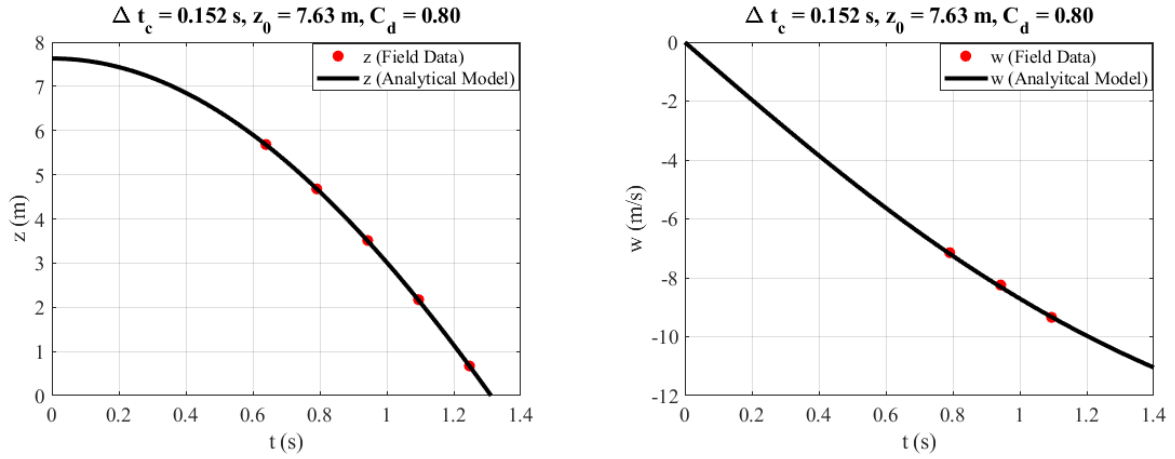 Δ t_c = 0.152 s, z_0 = 7.63 m, C_d = 0.80
8
7
6
5
4
3
2
1
0
z (m)
z (Field Data)
z (Analytical Model)
0 0.2 0.4 0.6 0.8 1 1.2 1.4
t (s)
Δ t_c = 0.152 s, z_0 = 7.63 m, C_d = 0.80
0
-2
-4
-6
-8
-10
-12
w (m/s)
w (Field Data)
w (Analyitcal Model)
0 0.2 0.4 0.6 0.8 1 1.2 1.4
t (s)